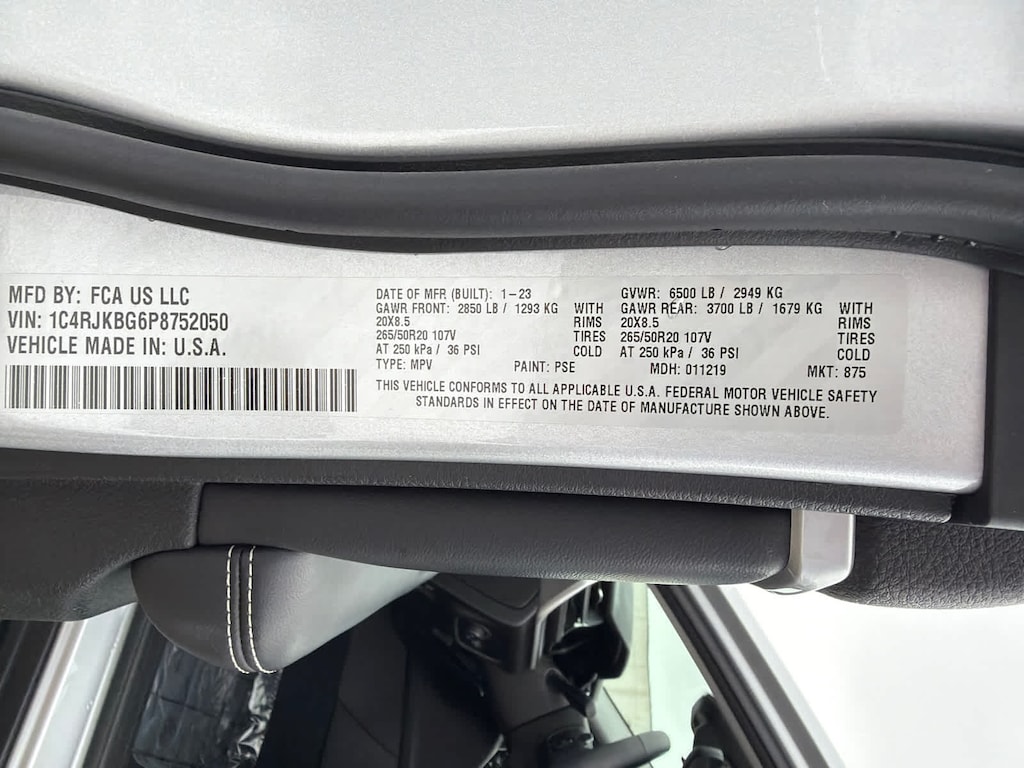 MFD BY: FCA US LLC
VIN: 1C4RJKBG6P8752050
VEHICLE MADE IN: U.S.A.
DATE OF MFR (BUILT): 1-23
GAWR FRONT: 2850 LB / 1293 KG WITH
20X8.5 RIMS
265/50R20 107V TIRES
AT 250 kPa / 36 PSI COLD
TYPE: MPV PAINT: PSE
GVWR: 6500 LB / 2949 KG
GAWR REAR: 3700 LB / 1679 KG WITH
20X8.5 RIMS
265/50R20 107V TIRES
AT 250 kPa / 36 PSI COLD
MDH: 011219 MKT: 875
THIS VEHICLE CONFORMS TO ALL APPLICABLE U.S.A. FEDERAL MOTOR VEHICLE SAFETY
STANDARDS IN EFFECT ON THE DATE OF MANUFACTURE SHOWN ABOVE.